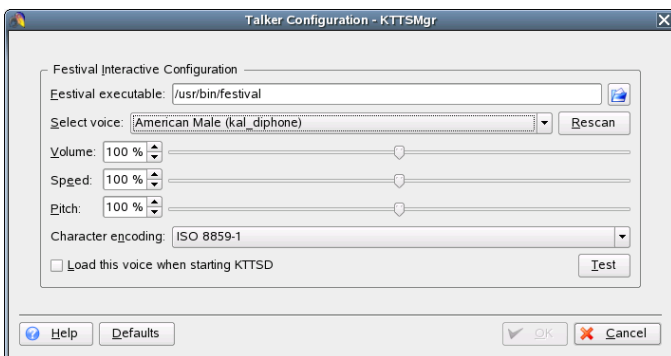 Talker Configuration - KTTSMgr
Festival Interactive Configuration
Festival executable: /usr/bin/festival
Select voice: American Male (kal_diphone) Rescan
Volume: 100 %
Speed: 100 %
Pitch: 100 %
Character encoding: ISO 8859-1
Load this voice when starting KTTSD Test
Help Defaults OK Cancel